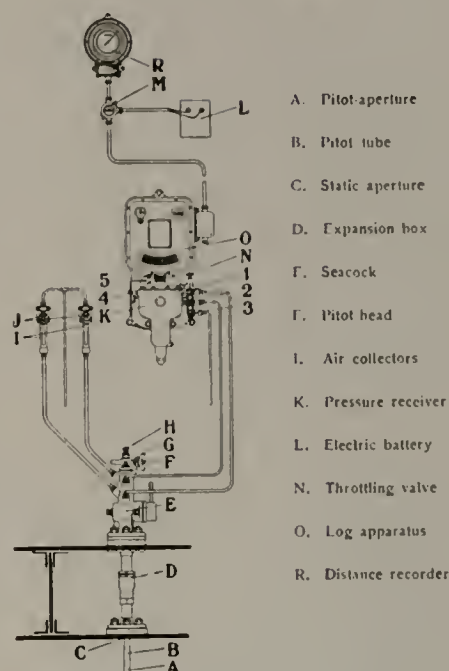 R
M
L
O
N
1
5
2
4
3
J
K
I
H
G
F
E
D
C
B
A
A. Pitot-aperture
B. Pitot tube
C. Static aperture
D. Expansion box
F. Seacock
F. Pitot head
I. Air collectors
K. Pressure receiver
L. Electric battery
N. Throttling valve
O. Log apparatus
R. Distance recorder